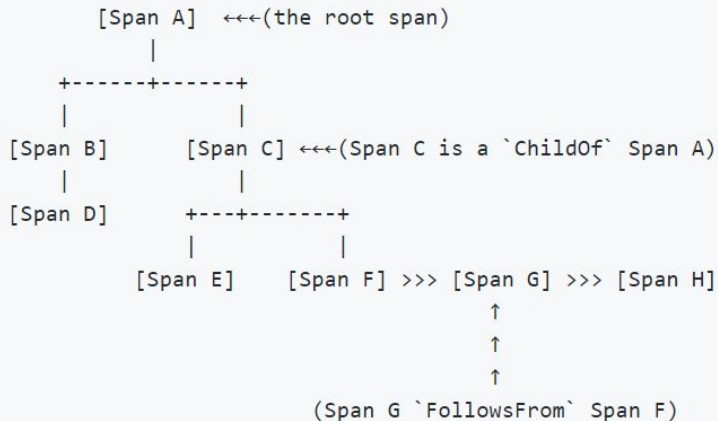 [Span A]  ←←←(the root span)
|
+------+------+
|             |
[Span B]      [Span C] ←←←(Span C is a `ChildOf` Span A)
|             |
[Span D]      +---+-------+
|           |
[Span E]    [Span F] >>> [Span G] >>> [Span H]
↑
↑
↑
(Span G `FollowsFrom` Span F)